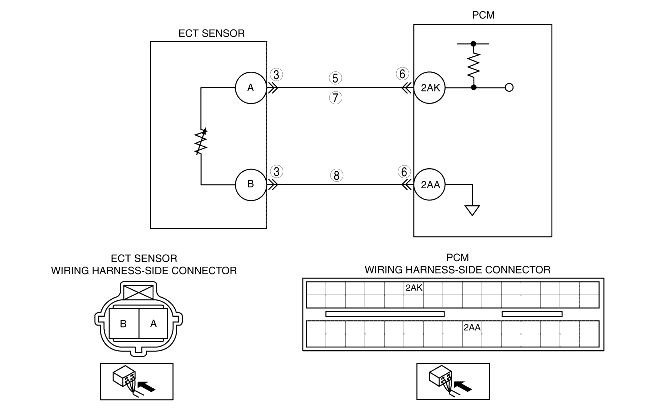 PCM
ECT SENSOR
A
3
5
7
6
2AK
B
3
8
6
2AA
ECT SENSOR
WIRING HARNESS-SIDE CONNECTOR
PCM
WIRING HARNESS-SIDE CONNECTOR
2AK
B A
2AA